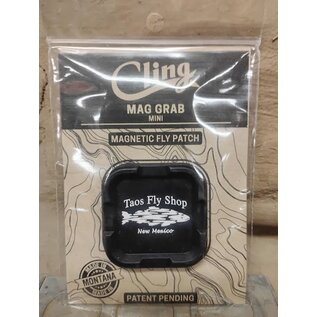 Cling
MAG GRAB
MINI
MAGNETIC FLY PATCH
Taos Fly Shop
New Mexico
MADE IN
MONTANA
PATENT PENDING